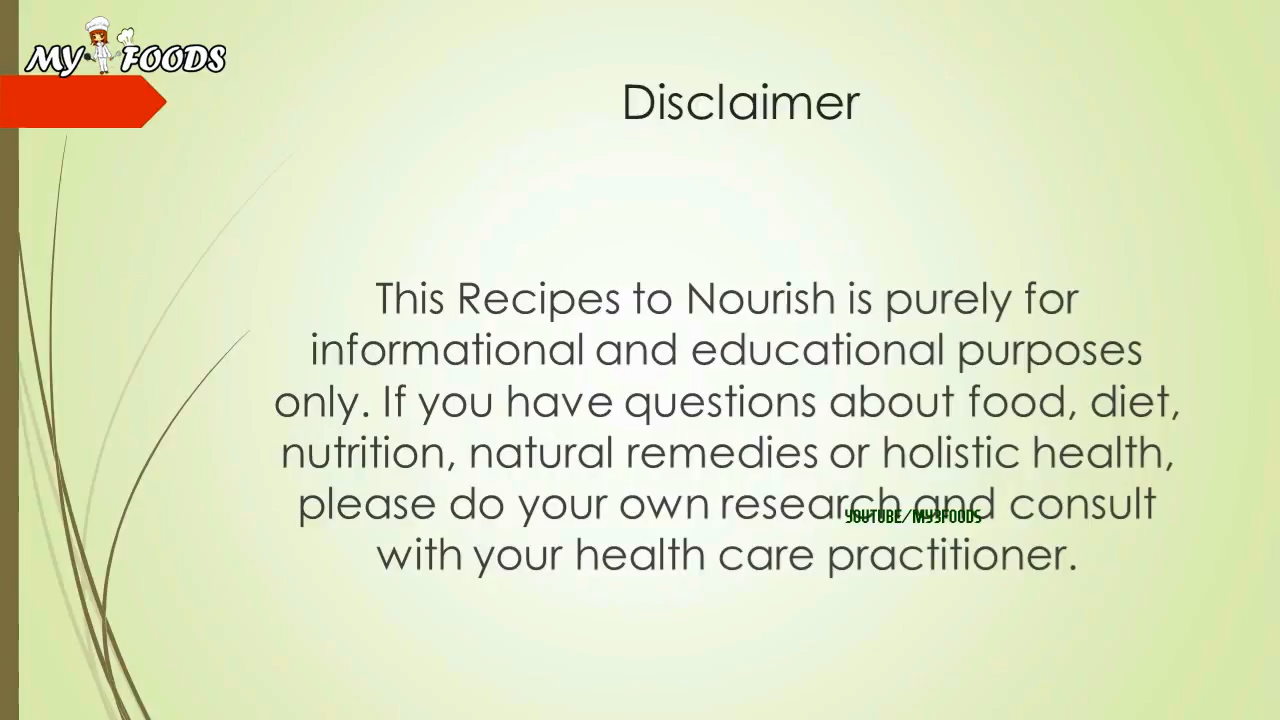 MY FOODS
Disclaimer
This Recipes to Nourish is purely for
informational and educational purposes
only. If you have questions about food, diet,
nutrition, natural remedies or holistic health,
please do your own research and consult
YOUTUBE/MY3FOODS
with your health care practitioner.